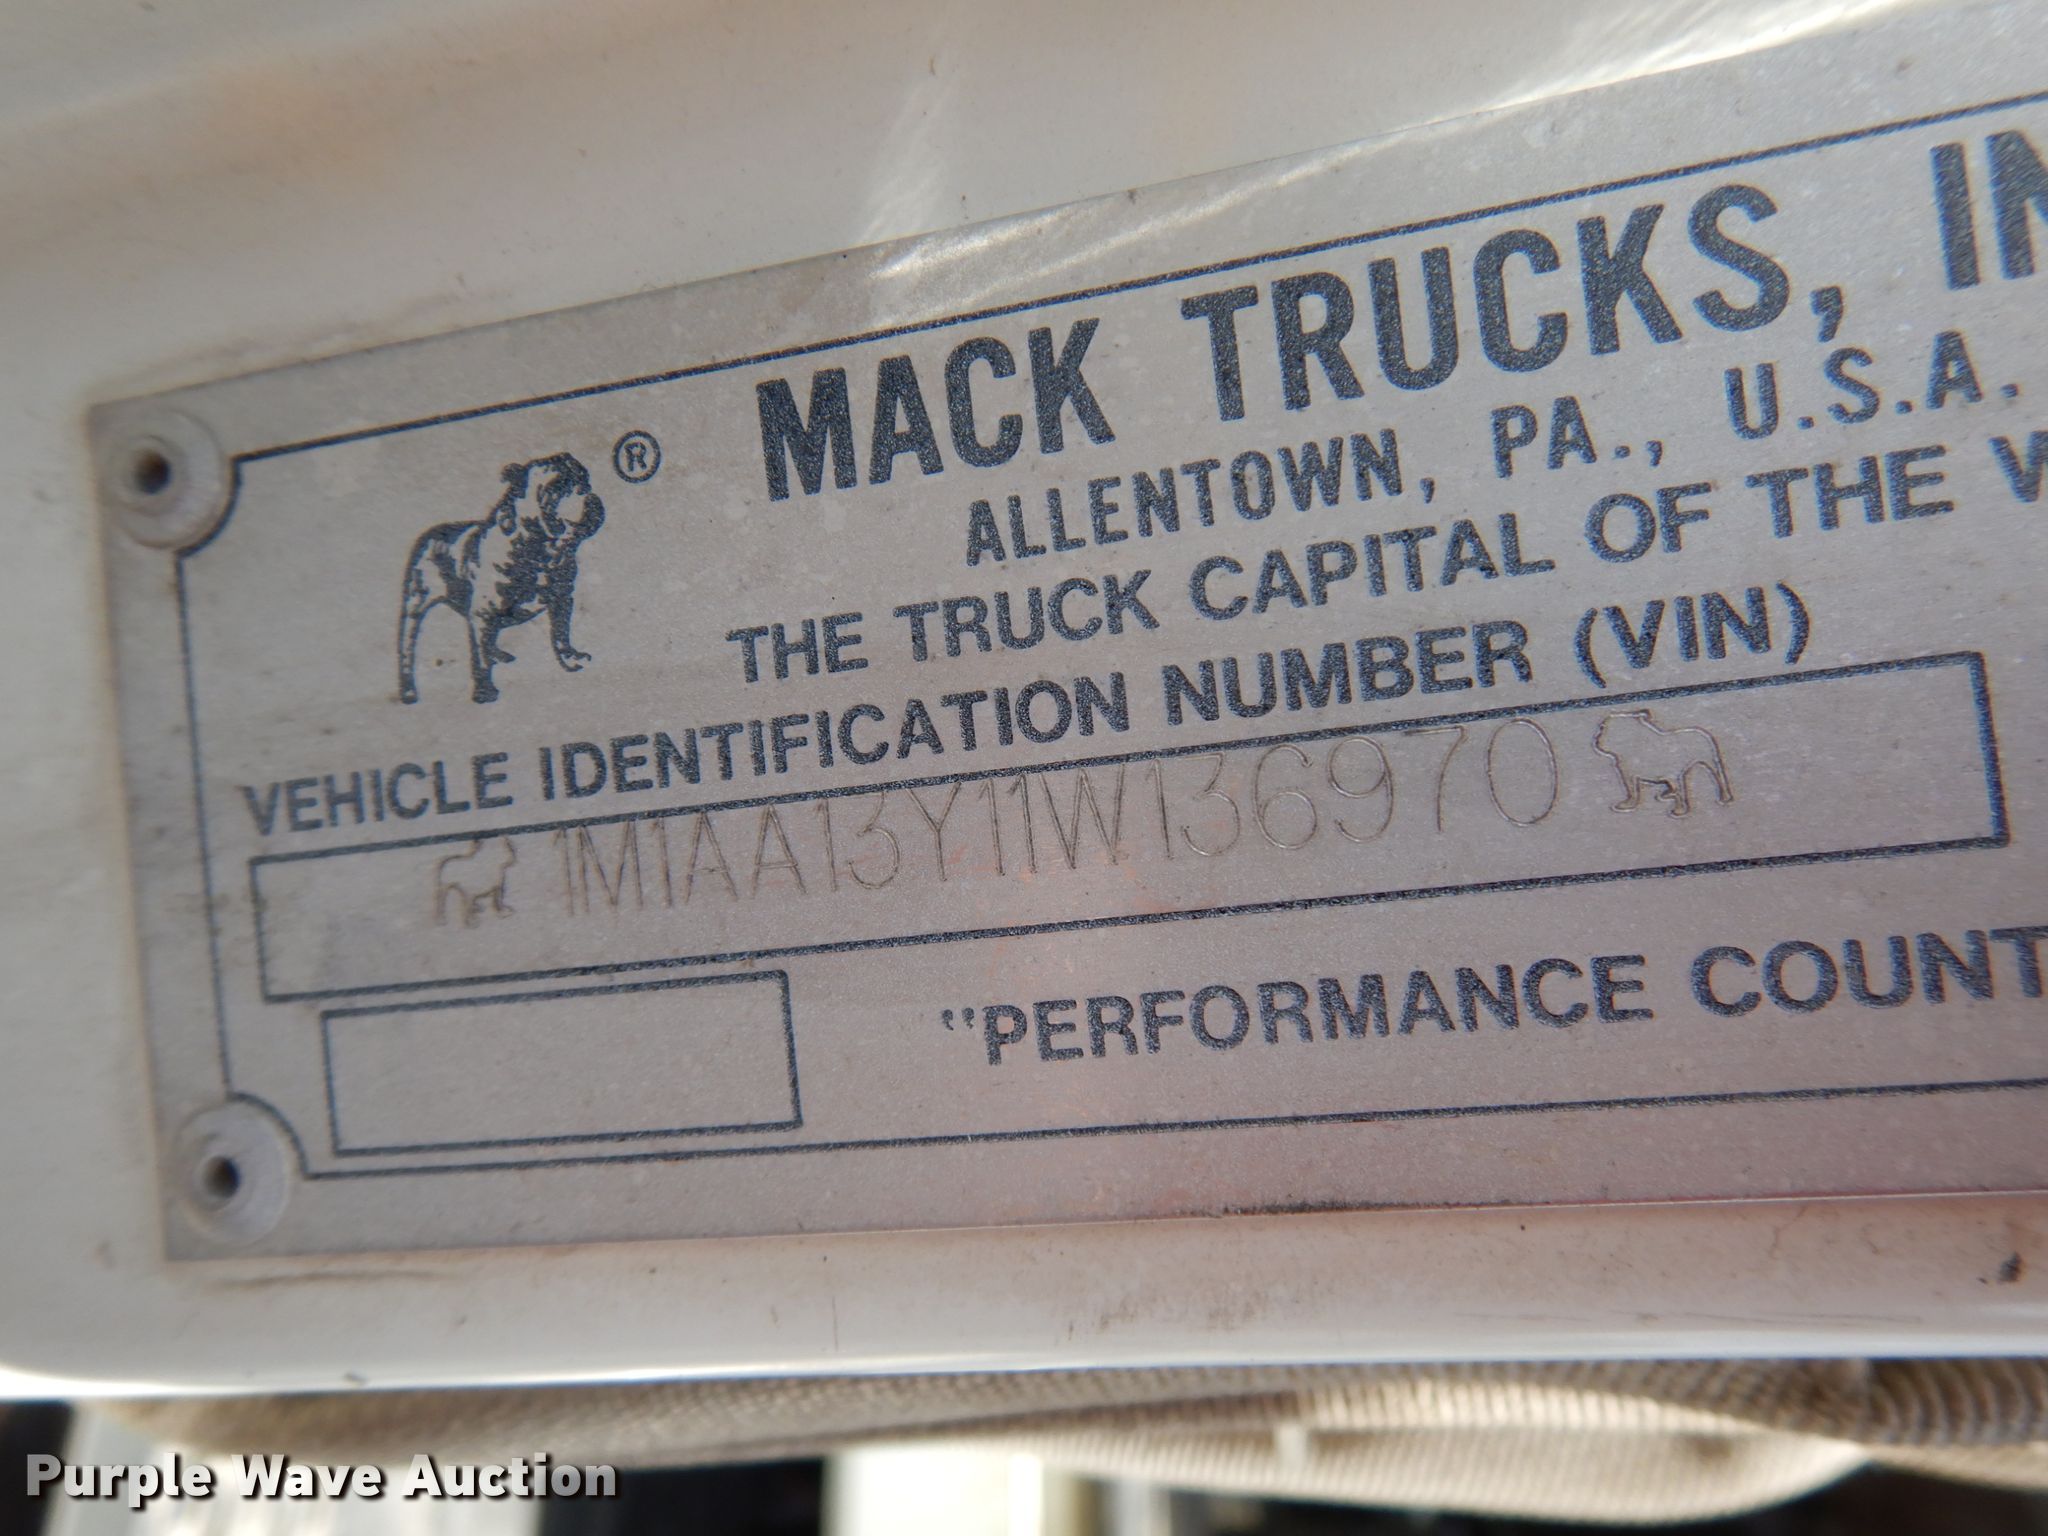 ®
MACK TRUCKS, IN
ALLENTOWN, PA., U.S.A.
THE TRUCK CAPITAL OF THE W
VEHICLE IDENTIFICATION NUMBER (VIN)
1M1AA13Y11W136970
"PERFORMANCE COUNT
Purple Wave Auction